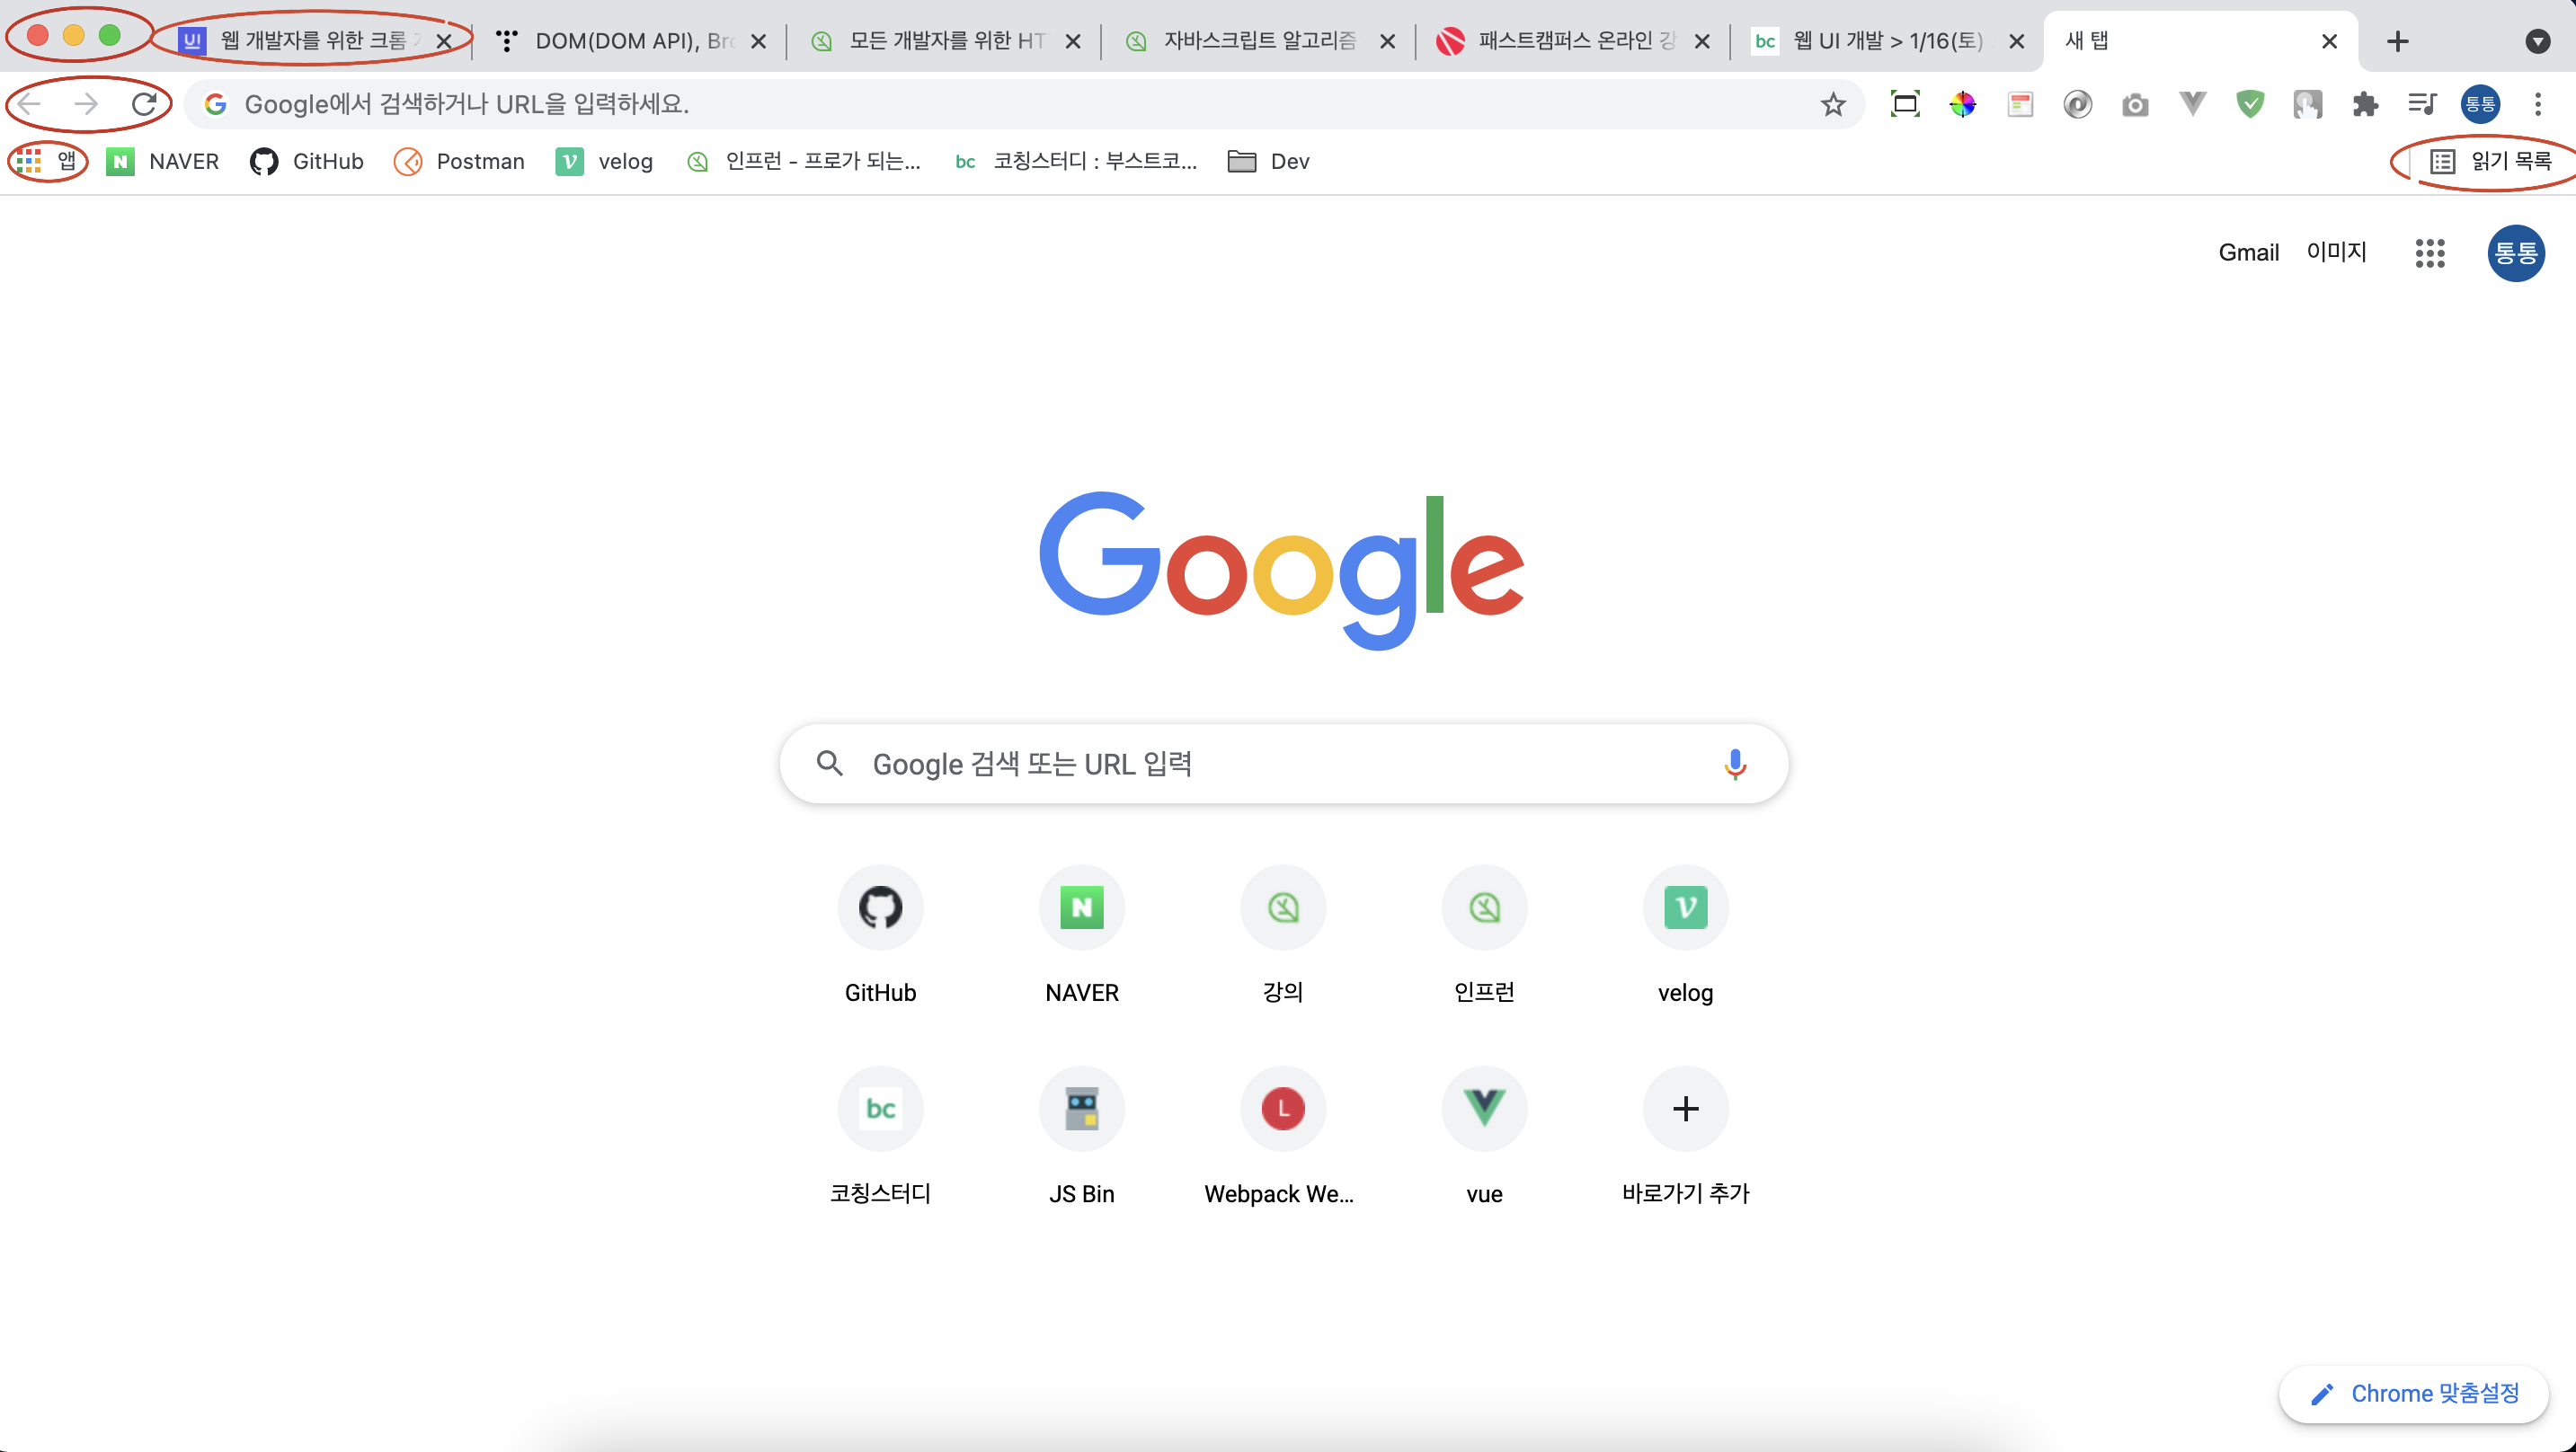 웹 개발자를 위한 크롬
DOM(DOM API), Bro
모든 개발자를 위한 HT
자바스크립트 알고리즘
패스트캠퍼스 온라인 강
bc 웹 UI 개발 > 1/16(토)
새 탭
Google에서 검색하거나 URL을 입력하세요.
통통
앱
N NAVER
GitHub
Postman
v velog
인프런 - 프로가 되는...
bc 코칭스터디 : 부스트코...
Dev
읽기 목록
Gmail
이미지
통통
Google
Google 검색 또는 URL 입력
GitHub
NAVER
강의
인프런
velog
bc
L
코칭스터디
JS Bin
Webpack We...
vue
바로가기 추가
Chrome 맞춤설정